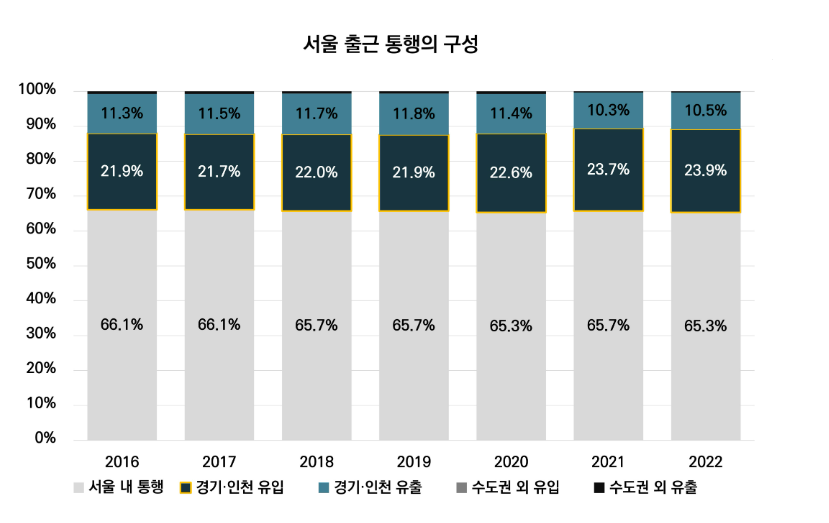 서울 출근 통행의 구성
100%
90%
80%
70%
60%
50%
40%
30%
20%
10%
0%
11.3% 11.5% 11.7% 11.8% 11.4% 10.3% 10.5%
21.9% 21.7% 22.0% 21.9% 22.6% 23.7% 23.9%
66.1% 66.1% 65.7% 65.7% 65.3% 65.7% 65.3%
2016 2017 2018 2019 2020 2021 2022
서울 내 통행 경기·인천 유입 경기·인천 유출 수도권 외 유입 수도권 외 유출